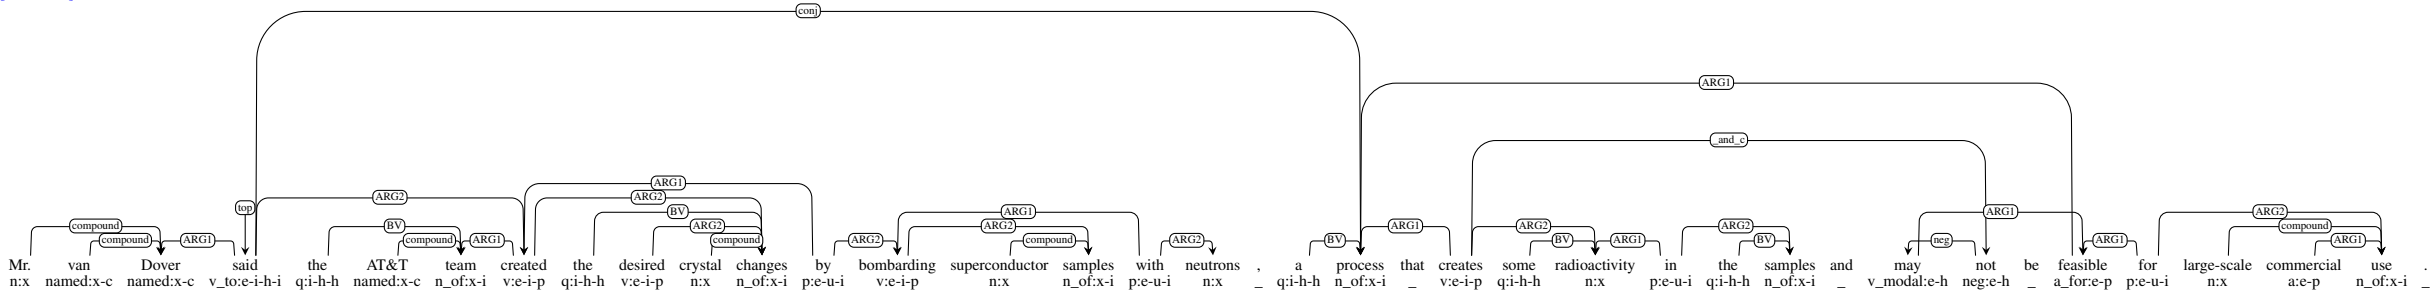 conj
ARG1
_and_c
ARG1
ARG2 ARG2
top BV ARG1 ARG1
compound BV ARG2 ARG2 ARG1 ARG2 ARG2 ARG2
compound ARG1 compound ARG1 compound ARG2 compound ARG2 BV BV ARG1 BV neg ARG1 compound ARG1
Mr. van Dover said the AT&T team created the desired crystal changes by bombarding superconductor samples with neutrons , a process that creates some radioactivity in the samples and may not be feasible for large-scale commercial use .
n:x named:x-c named:x-c v_to:e-i-h-i q:i-h-h named:x-c n_of:x-i v:e-i-p q:i-h-h v:e-i-p n:x n_of:x-i p:e-u-i v:e-i-p n:x n_of:x-i p:e-u-i n:x _ q:i-h-h n_of:x-i _ v:e-i-p q:i-h-h n:x p:e-u-i q:i-h-h n_of:x-i _ v_modal:e-h neg:e-h _ a_for:e-p p:e-u-i n:x a:e-p n_of:x-i _